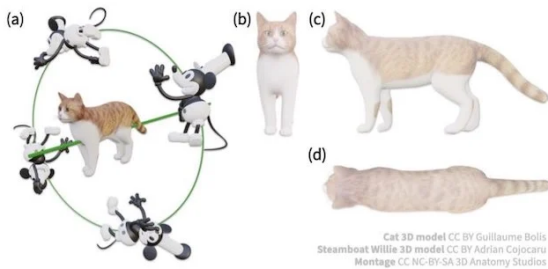 (a)
(b)
(c)
(d)
Cat 3D model CC BY Guillaume Bolis
Steamboat Willie 3D model CC BY Adrian Cojocaru
Montage CC NC-BY-SA 3D Anatomy Studios